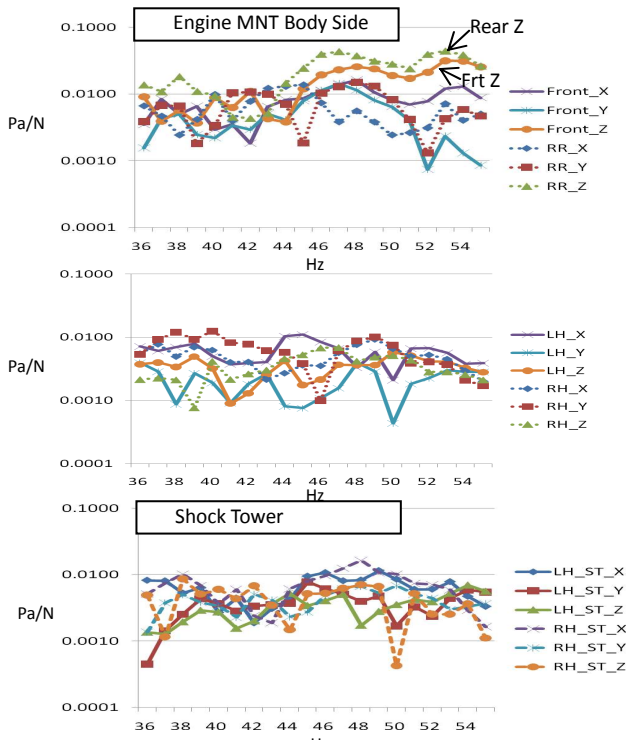 Engine MNT Body Side
Rear Z
Frt Z
0.1000
0.0100
0.0010
0.0001
Pa/N
36 38 40 42 44 46 48 50 52 54
Hz
Front_X
Front_Y
Front_Z
RR_X
RR_Y
RR_Z
0.1000
0.0100
0.0010
0.0001
Pa/N
36 38 40 42 44 46 48 50 52 54
Hz
LH_X
LH_Y
LH_Z
RH_X
RH_Y
RH_Z
Shock Tower
0.1000
0.0100
0.0010
0.0001
Pa/N
36 38 40 42 44 46 48 50 52 54
LH_ST_X
LH_ST_Y
LH_ST_Z
RH_ST_X
RH_ST_Y
RH_ST_Z